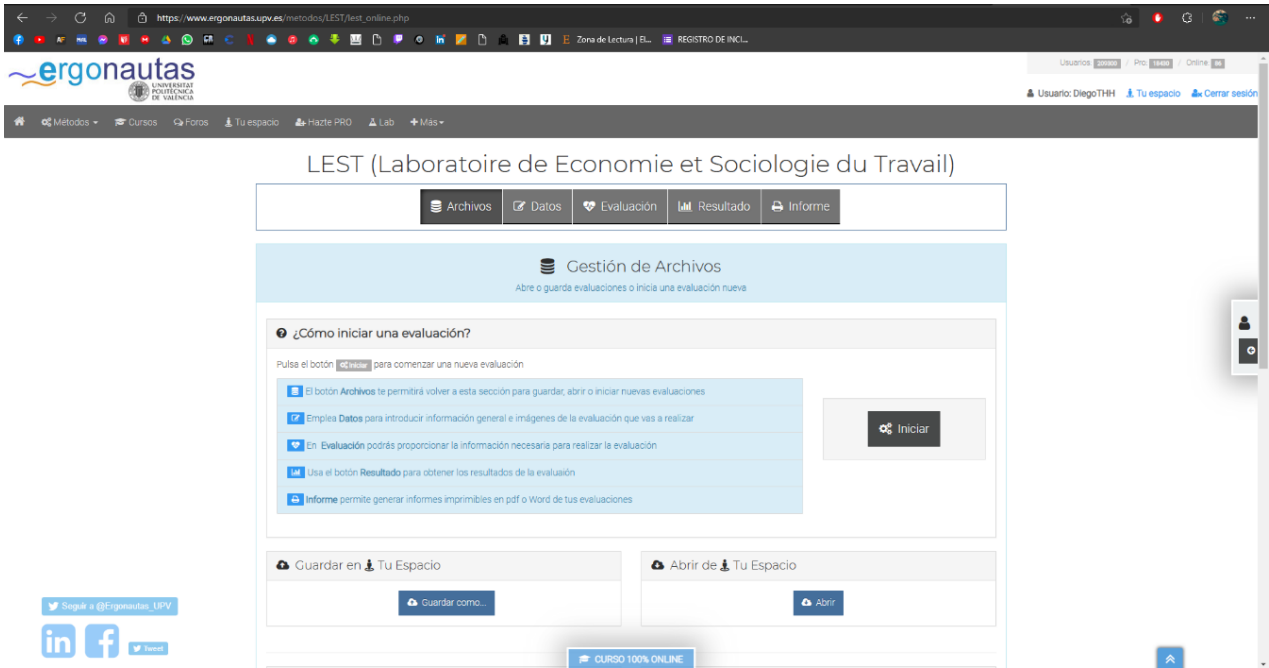 https://www.ergonautas.upv.es/metodos/LEST/lest_online.php
Zona de Lectura | El... REGISTRO DE INCI...
ergonautas
UNIVERSITAT
POLITÈCNICA
DE VALÈNCIA
Usuarios: / Pro: / Online
Usuario: DiegoTHH Tu espacio Cerrar sesión
Métodos Cursos Foros Tu espacio Hazte PRO Lab Más
LEST (Laboratoire de Economie et Sociologie du Travail)
Archivos Datos Evaluación Resultado Informe
Gestión de Archivos
Abre o guarda evaluaciones o inicia una evaluación nueva
¿Cómo iniciar una evaluación?
Pulsa el botón Iniciar para comenzar una nueva evaluación
El botón Archivos te permitirá volver a esta sección para guardar, abrir o iniciar nuevas evaluaciones
Emplea Datos para introducir información general e imágenes de la evaluación que vas a realizar
En Evaluación podrás proporcionar la información necesaria para realizar la evaluación
Usa el botón Resultado para obtener los resultados de la evaluaión
Informe permite generar informes imprimibles en pdf o Word de tus evaluaciones
Iniciar
Guardar en Tu Espacio
Guardar como...
Abrir de Tu Espacio
Abrir
Seguir a @Ergonautas_UPV
in f Tweet
CURSO 100% ONLINE